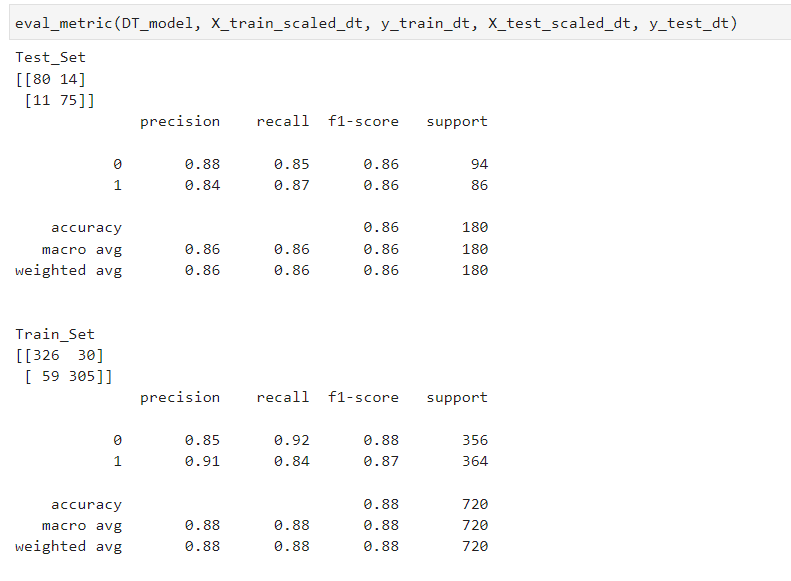 eval_metric(DT_model, X_train_scaled_dt, y_train_dt, X_test_scaled_dt, y_test_dt)
Test_Set
[[80 14]
 [11 75]]
              precision    recall  f1-score   support

           0       0.88      0.85      0.86        94
           1       0.84      0.87      0.86        86

    accuracy                           0.86       180
   macro avg       0.86      0.86      0.86       180
weighted avg       0.86      0.86      0.86       180

Train_Set
[[326  30]
 [ 59 305]]
              precision    recall  f1-score   support

           0       0.85      0.92      0.88       356
           1       0.91      0.84      0.87       364

    accuracy                           0.88       720
   macro avg       0.88      0.88      0.88       720
weighted avg       0.88      0.88      0.88       720